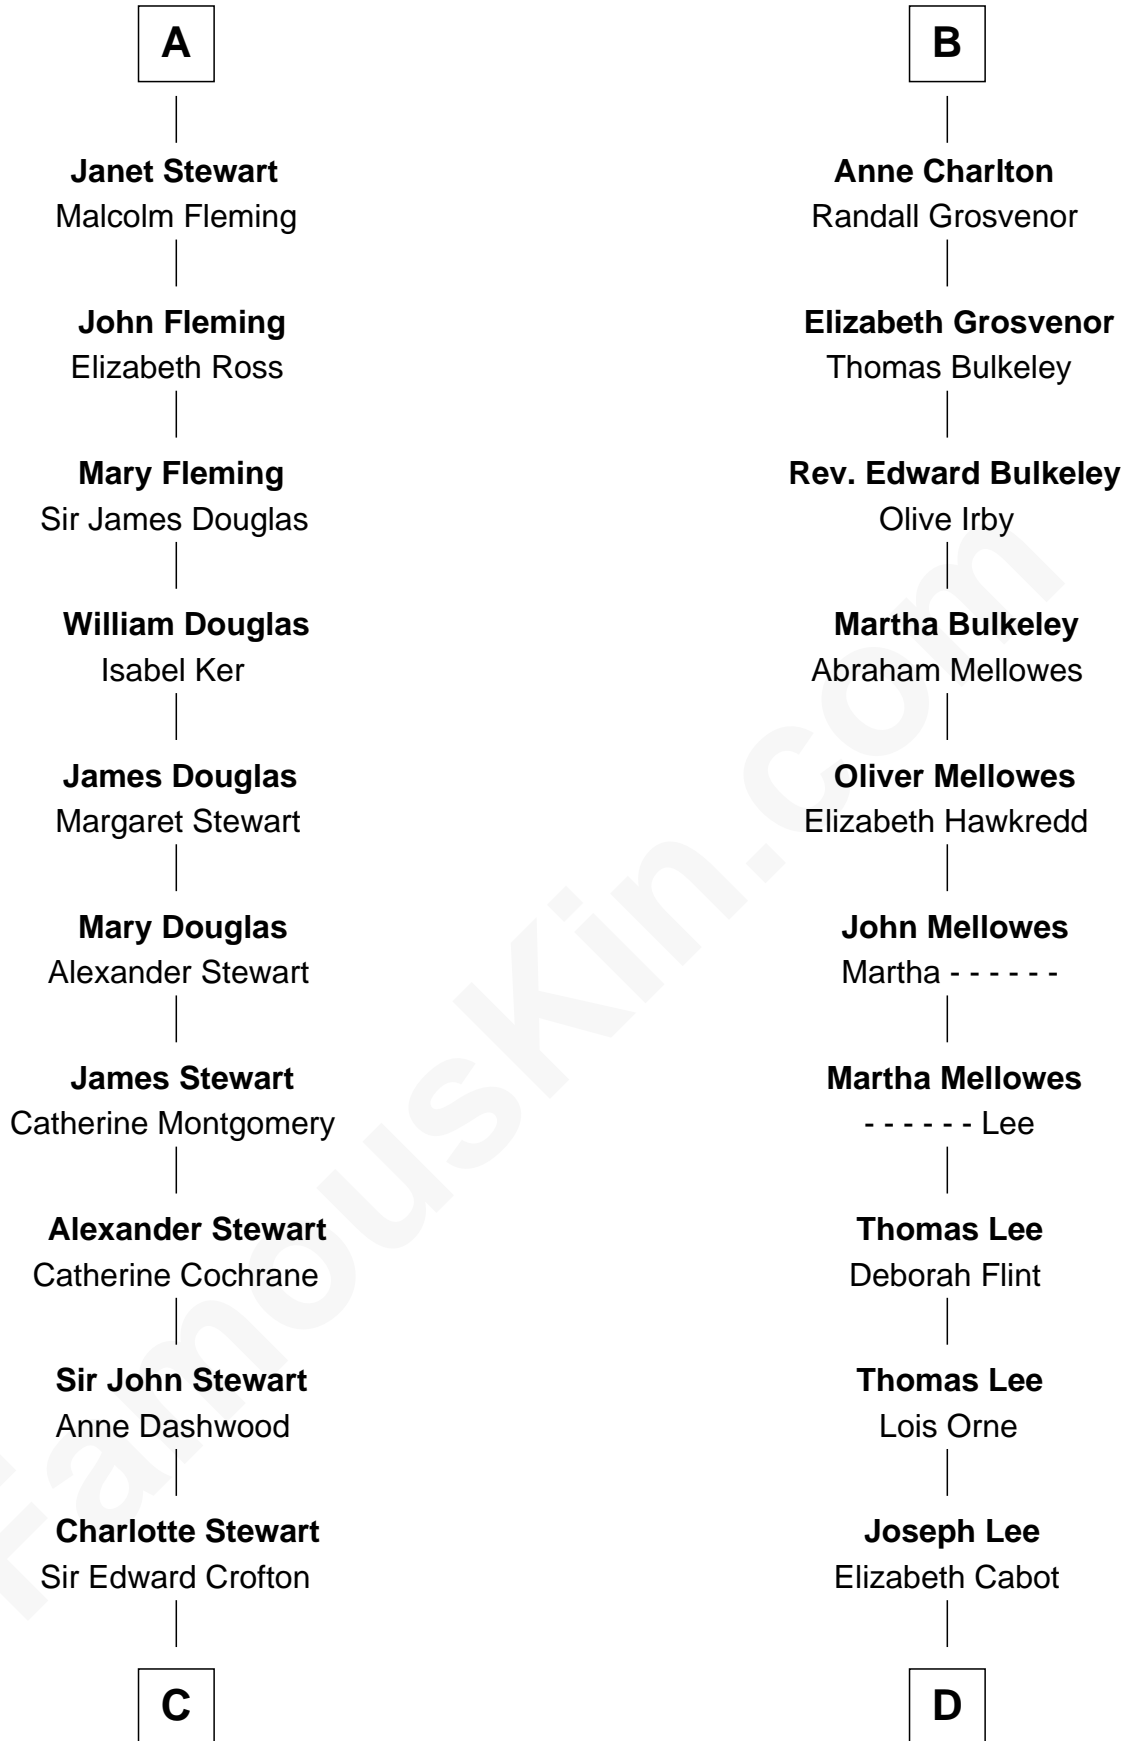 A
Janet Stewart
Malcolm Fleming
John Fleming
Elizabeth Ross
Mary Fleming
Sir James Douglas
William Douglas
Isabel Ker
James Douglas
Margaret Stewart
Mary Douglas
Alexander Stewart
James Stewart
Catherine Montgomery
Alexander Stewart
Catherine Cochrane
Sir John Stewart
Anne Dashwood
Charlotte Stewart
Sir Edward Crofton
C
B
Anne Charlton
Randall Grosvenor
Elizabeth Grosvenor
Thomas Bulkeley
Rev. Edward Bulkeley
Olive Irby
Martha Bulkeley
Abraham Mellowes
Oliver Mellowes
Elizabeth Hawkredd
John Mellowes
Martha - - - - - -
Martha Mellowes
- - - - - - Lee
Thomas Lee
Deborah Flint
Thomas Lee
Lois Orne
Joseph Lee
Elizabeth Cabot
D
FamousKin.com